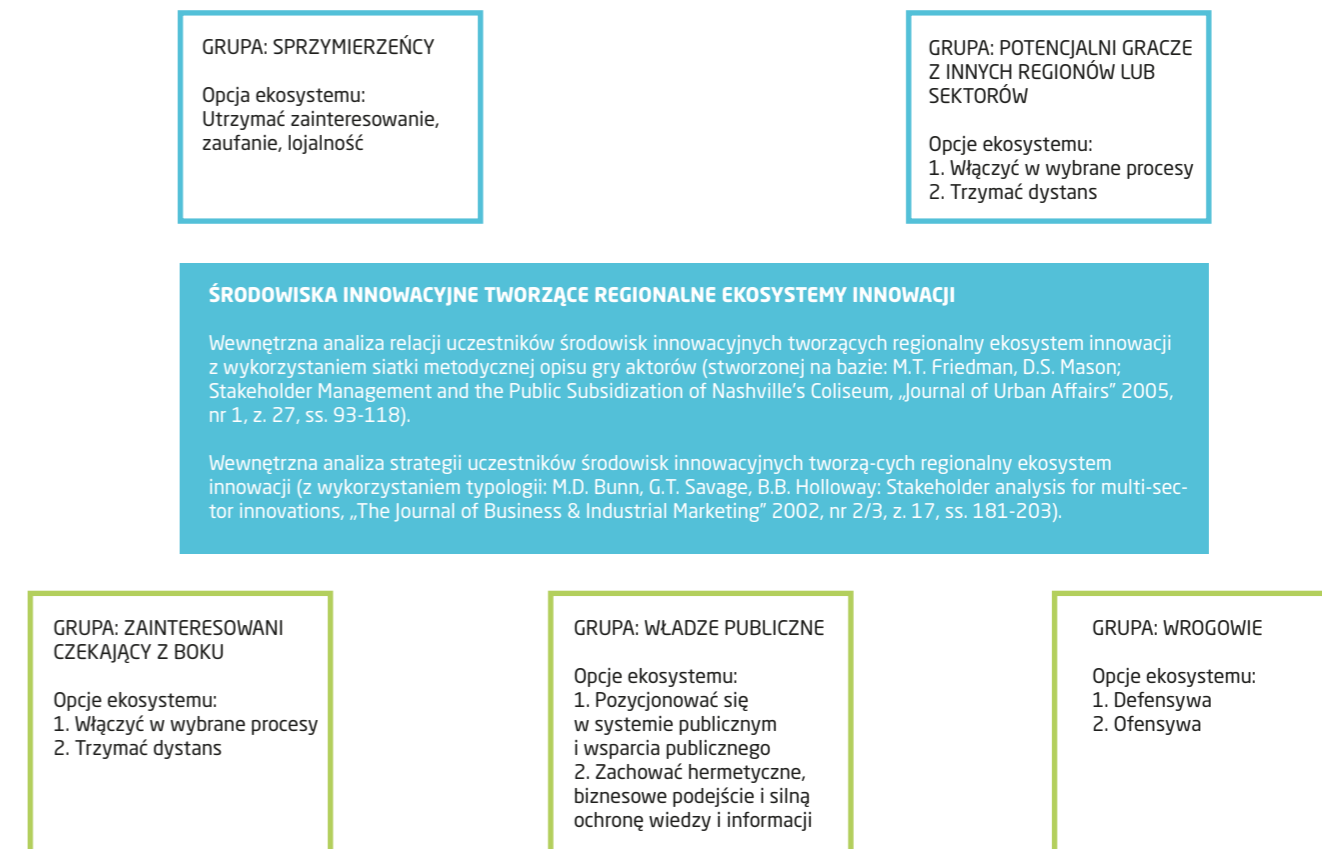 GRUPA: SPRZYMIERZEŃCY
Opcja ekosystemu:
Utrzymać zainteresowanie,
zaufanie, lojalność
GRUPA: POTENCJALNI GRACZE
Z INNYCH REGIONÓW LUB
SEKTORÓW
Opcje ekosystemu:
1. Włączyć w wybrane procesy
2. Trzymać dystans
ŚRODOWISKA INNOWACYJNE TWORZĄCE REGIONALNE EKOSYSTEMY INNOWACJI
Wewnętrzna analiza relacji uczestników środowisk innowacyjnych tworzących regionalny ekosystem innowacji
z wykorzystaniem siatki metodycznej opisu gry aktorów (stworzonej na bazie: M.T. Friedman, D.S. Mason;
Stakeholder Management and the Public Subsidization of Nashville's Coliseum, „Journal of Urban Affairs” 2005,
nr 1, z. 27, ss. 93-118).
Wewnętrzna analiza strategii uczestników środowisk innowacyjnych tworzą-cych regionalny ekosystem
innowacji (z wykorzystaniem typologii: M.D. Bunn, G.T. Savage, B.B. Holloway: Stakeholder analysis for multi-sec-
tor innovations, „The Journal of Business & Industrial Marketing” 2002, nr 2/3, z. 17, ss. 181-203).
GRUPA: ZAINTERESOWANI
CZEKAJĄCY Z BOKU
Opcje ekosystemu:
1. Włączyć w wybrane procesy
2. Trzymać dystans
GRUPA: WŁADZE PUBLICZNE
Opcje ekosystemu:
1. Pozycjonować się
w systemie publicznym
i wsparcia publicznego
2. Zachować hermetyczne,
biznesowe podejście i silną
ochronę wiedzy i informacji
GRUPA: WROGOWIE
Opcje ekosystemu:
1. Defensywa
2. Ofensywa